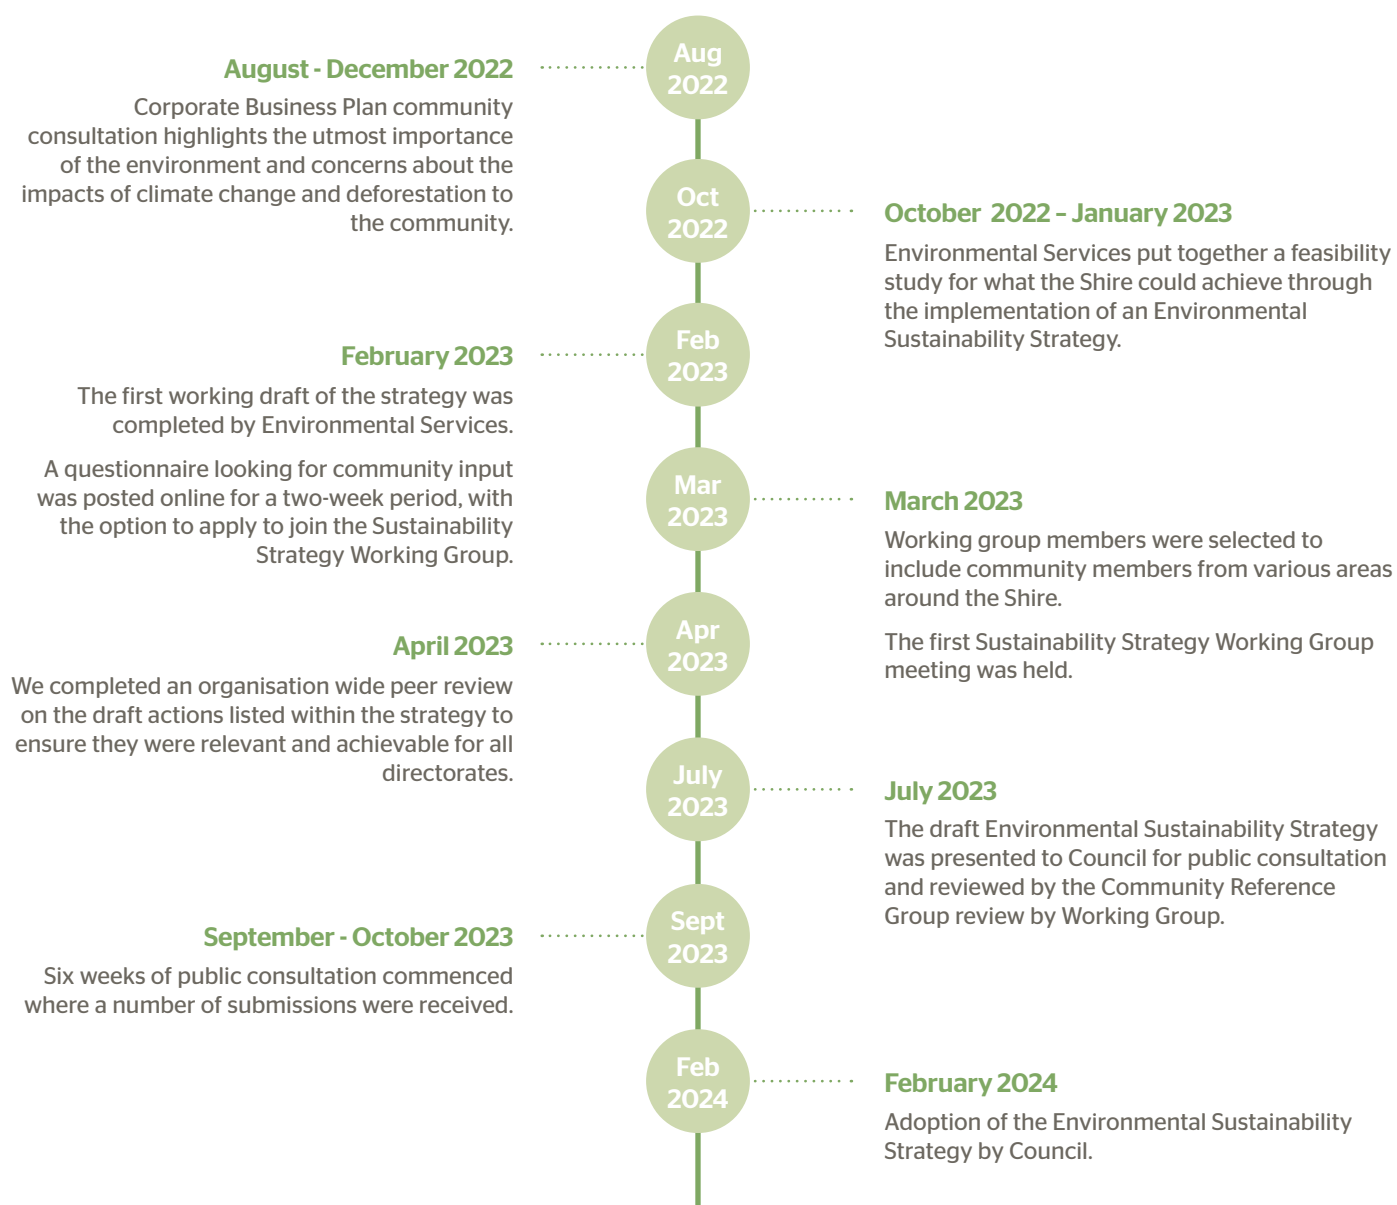 Aug
2022
August - December 2022
Corporate Business Plan community
consultation highlights the utmost importance
of the environment and concerns about the
impacts of climate change and deforestation to
the community.
Oct
2022
October  2022 – January 2023
Environmental Services put together a feasibility
study for what the Shire could achieve through
the implementation of an Environmental
Sustainability Strategy.
Feb
2023
February 2023
The first working draft of the strategy was
completed by Environmental Services.
A questionnaire looking for community input
was posted online for a two-week period, with
the option to apply to join the Sustainability
Strategy Working Group.
Mar
2023
March 2023
Working group members were selected to
include community members from various areas
around the Shire.
The first Sustainability Strategy Working Group
meeting was held.
Apr
2023
April 2023
We completed an organisation wide peer review
on the draft actions listed within the strategy to
ensure they were relevant and achievable for all
directorates.
July
2023
July 2023
The draft Environmental Sustainability Strategy
was presented to Council for public consultation
and reviewed by the Community Reference
Group review by Working Group.
Sept
2023
September - October 2023
Six weeks of public consultation commenced
where a number of submissions were received.
Feb
2024
February 2024
Adoption of the Environmental Sustainability
Strategy by Council.